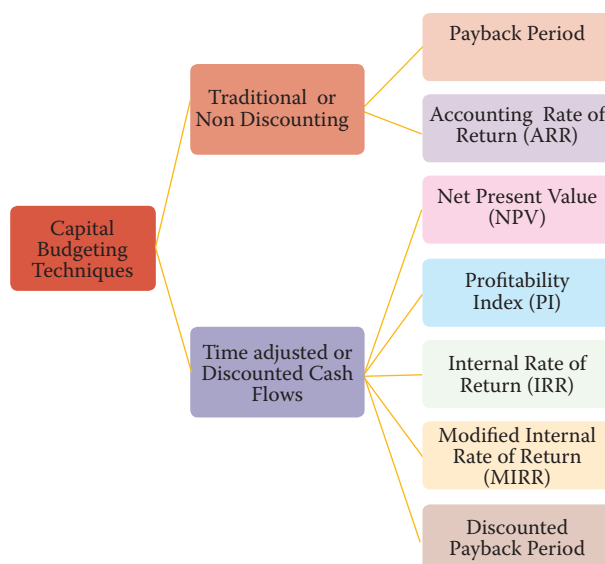 Capital
Budgeting
Techniques
Traditional or
Non Discounting
Payback Period
Accounting Rate of
Return (ARR)
Time adjusted or
Discounted Cash
Flows
Net Present Value
(NPV)
Profitability
Index (PI)
Internal Rate of
Return (IRR)
Modified Internal
Rate of Return
(MIRR)
Discounted
Payback Period